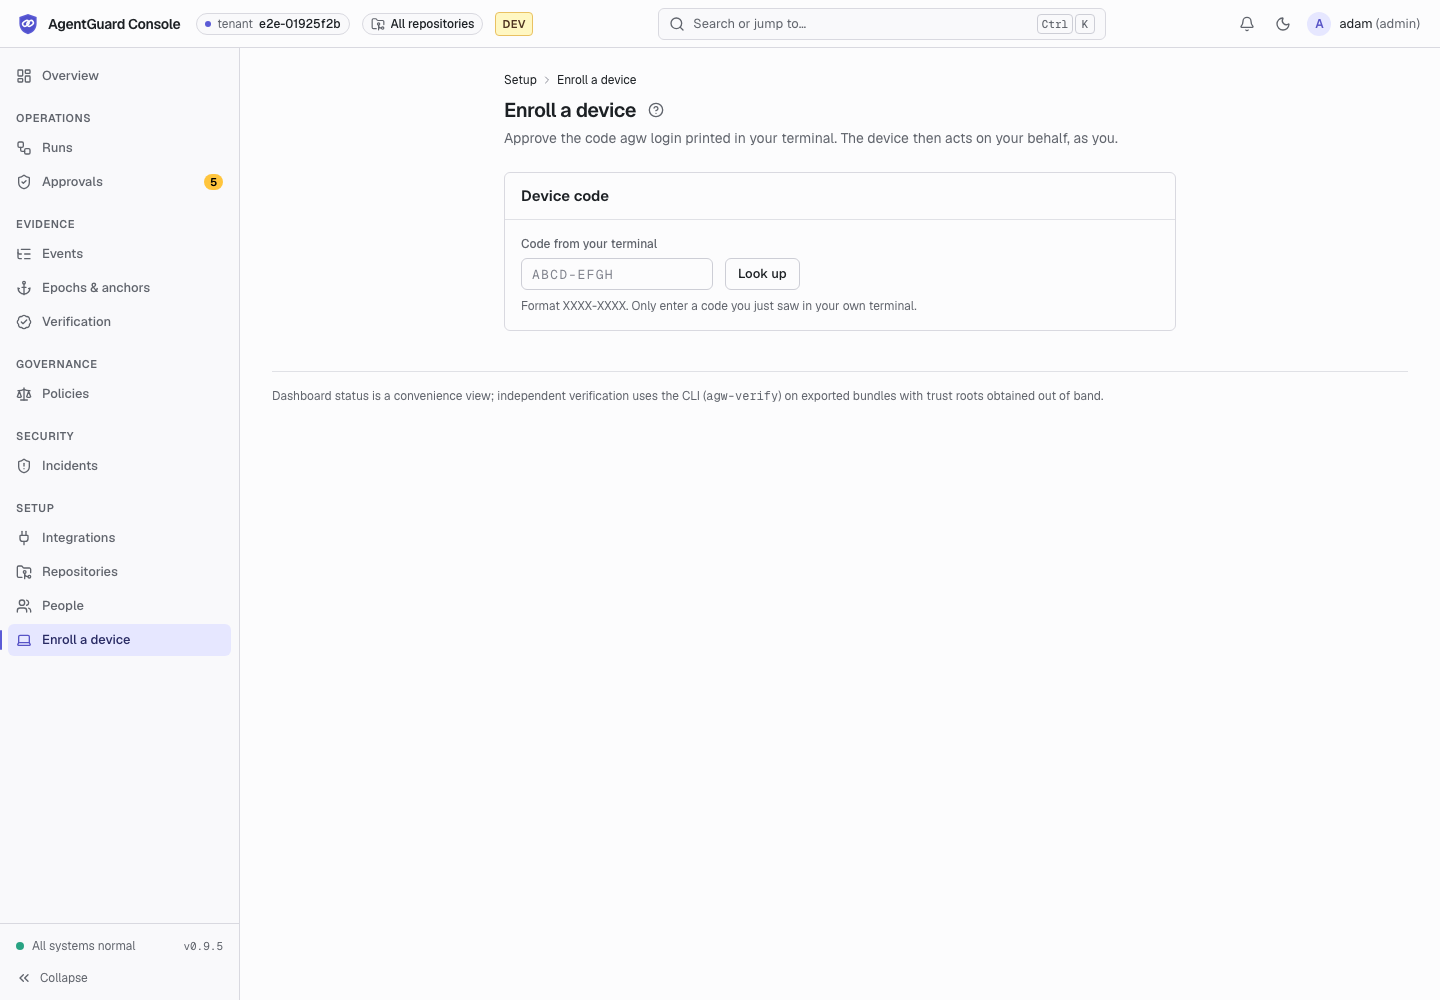 AgentGuard Console
tenant e2e-01925f2b
All repositories
DEV
Search or jump to…
Ctrl K
A
adam (admin)
Overview
OPERATIONS
Runs
Approvals 5
EVIDENCE
Events
Epochs & anchors
Verification
GOVERNANCE
Policies
SECURITY
Incidents
SETUP
Integrations
Repositories
People
Enroll a device
All systems normal v0.9.5
Collapse
Setup > Enroll a device
Enroll a device
Approve the code agw login printed in your terminal. The device then acts on your behalf, as you.
Device code
Code from your terminal
ABCD-EFGH
Look up
Format XXXX-XXXX. Only enter a code you just saw in your own terminal.
Dashboard status is a convenience view; independent verification uses the CLI (agw-verify) on exported bundles with trust roots obtained out of band.